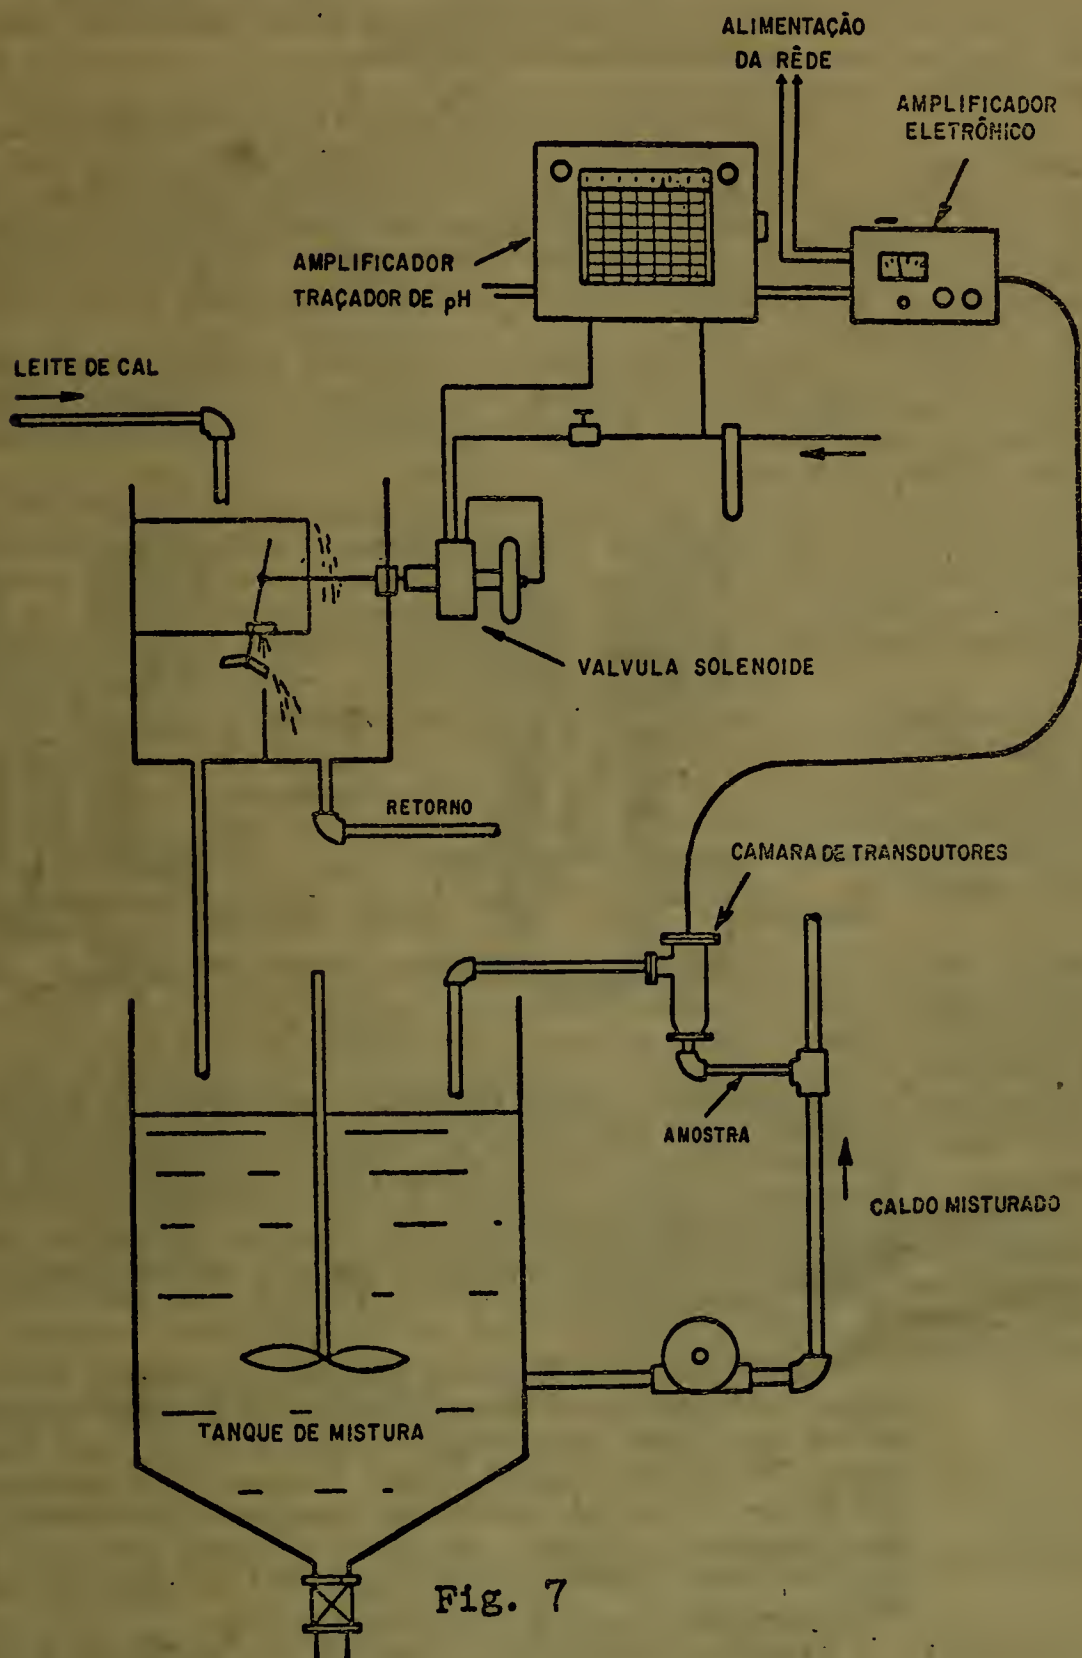 ALIMENTAÇÃO
DA RÊDE
AMPLIFICADOR
ELETRÔNICO
AMPLIFICADOR
TRAÇADOR DE pH
LEITE DE CAL
VALVULA SOLENOIDE
RETORNO
CAMARA DE TRANSDUTORES
AMOSTRA
CALDO MISTURADO
TANQUE DE MISTURA
Fig. 7